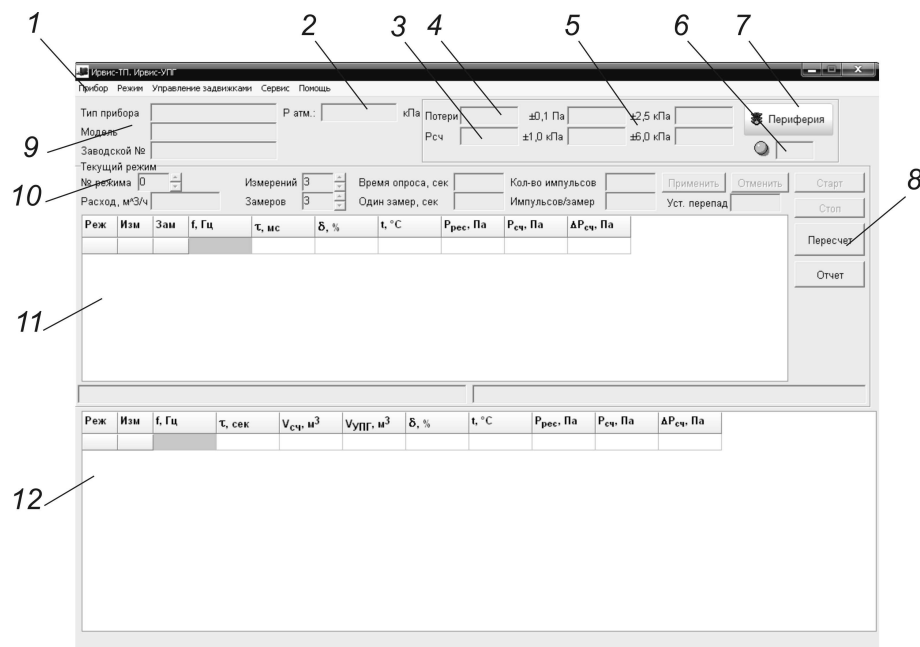 1 2 3 4 5 6 7
Ирвис-ТП. Ирвис-УПГ
Прибор Режим Управление задвижками Сервис Помощь
Тип прибора P атм.: кПа Потери ±0,1 Па ±2,5 кПа Периферия
Модель Pсч ±1,0 кПа ±6,0 кПа
9 Заводской №
Текущий режим
10 № режима 0 Измерений 3 Время опроса, сек Кол-во импульсов Применить Отменить Старт 8
Расход, м^3/ч Замеров 3 Один замер, сек Импульсов/замер Уст. перепад Стоп
Реж Изм Зам f, Гц τ, мс δ, % t, °C Pрес, Па Pсч, Па ΔPсч, Па Пересчет
Отчет
11
Реж Изм f, Гц τ, сек Vсч, м³ VУПГ, м³ δ, % t, °C Pрес, Па Pсч, Па ΔPсч, Па
12